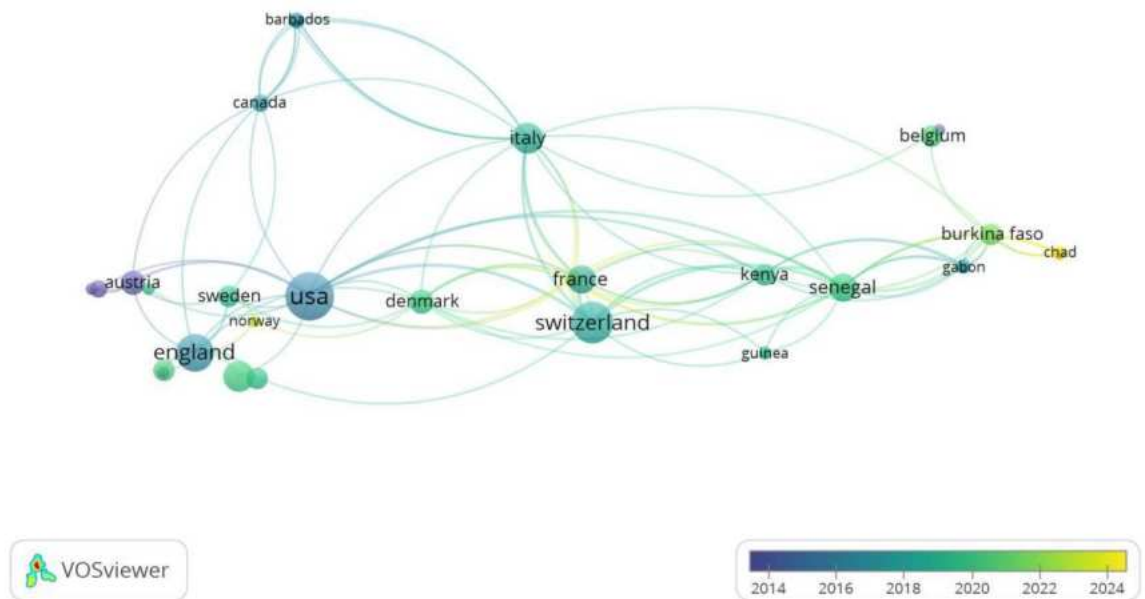 barbados
canada
italy
belgium
burkina faso
chad
gabon
kenya
senegal
france
austria
sweden
usa
denmark
norway
switzerland
england
guinea
VOSviewer
2014 2016 2018 2020 2022 2024